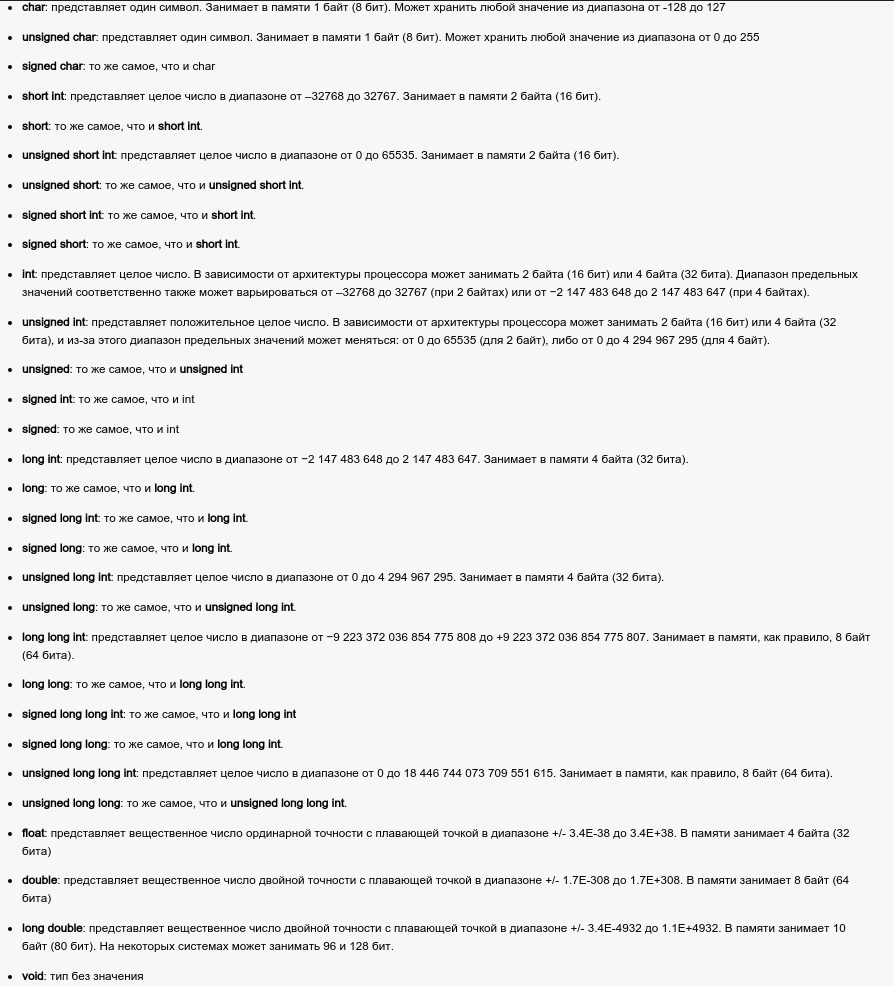 char: представляет один символ. Занимает в памяти 1 байт (8 бит). Может хранить любой значение из диапазона от -128 до 127
unsigned char: представляет один символ. Занимает в памяти 1 байт (8 бит). Может хранить любой значение из диапазона от 0 до 255
signed char: то же самое, что и char
short int: представляет целое число в диапазоне от –32768 до 32767. Занимает в памяти 2 байта (16 бит).
short: то же самое, что и short int.
unsigned short int: представляет целое число в диапазоне от 0 до 65535. Занимает в памяти 2 байта (16 бит).
unsigned short: то же самое, что и unsigned short int.
signed short int: то же самое, что и short int.
signed short: то же самое, что и short int.
int: представляет целое число. В зависимости от архитектуры процессора может занимать 2 байта (16 бит) или 4 байта (32 бита). Диапазон предельных
значений соответственно также может варьироваться от –32768 до 32767 (при 2 байтах) или от −2 147 483 648 до 2 147 483 647 (при 4 байтах).
unsigned int: представляет положительное целое число. В зависимости от архитектуры процессора может занимать 2 байта (16 бит) или 4 байта (32
бита), и из-за этого диапазон предельных значений может меняться: от 0 до 65535 (для 2 байт), либо от 0 до 4 294 967 295 (для 4 байт).
unsigned: то же самое, что и unsigned int
signed int: то же самое, что и int
signed: то же самое, что и int
long int: представляет целое число в диапазоне от −2 147 483 648 до 2 147 483 647. Занимает в памяти 4 байта (32 бита).
long: то же самое, что и long int.
signed long int: то же самое, что и long int.
signed long: то же самое, что и long int.
unsigned long int: представляет целое число в диапазоне от 0 до 4 294 967 295. Занимает в памяти 4 байта (32 бита).
unsigned long: то же самое, что и unsigned long int.
long long int: представляет целое число в диапазоне от −9 223 372 036 854 775 808 до +9 223 372 036 854 775 807. Занимает в памяти, как правило, 8 байт
(64 бита).
long long: то же самое, что и long long int.
signed long long int: то же самое, что и long long int
signed long long: то же самое, что и long long int.
unsigned long long int: представляет целое число в диапазоне от 0 до 18 446 744 073 709 551 615. Занимает в памяти, как правило, 8 байт (64 бита).
unsigned long long: то же самое, что и unsigned long long int.
float: представляет вещественное число ординарной точности с плавающей точкой в диапазоне +/- 3.4E-38 до 3.4E+38. В памяти занимает 4 байта (32
бита)
double: представляет вещественное число двойной точности с плавающей точкой в диапазоне +/- 1.7E-308 до 1.7E+308. В памяти занимает 8 байт (64
бита)
long double: представляет вещественное число двойной точности с плавающей точкой в диапазоне +/- 3.4E-4932 до 1.1E+4932. В памяти занимает 10
байт (80 бит). На некоторых системах может занимать 96 и 128 бит.
void: тип без значения